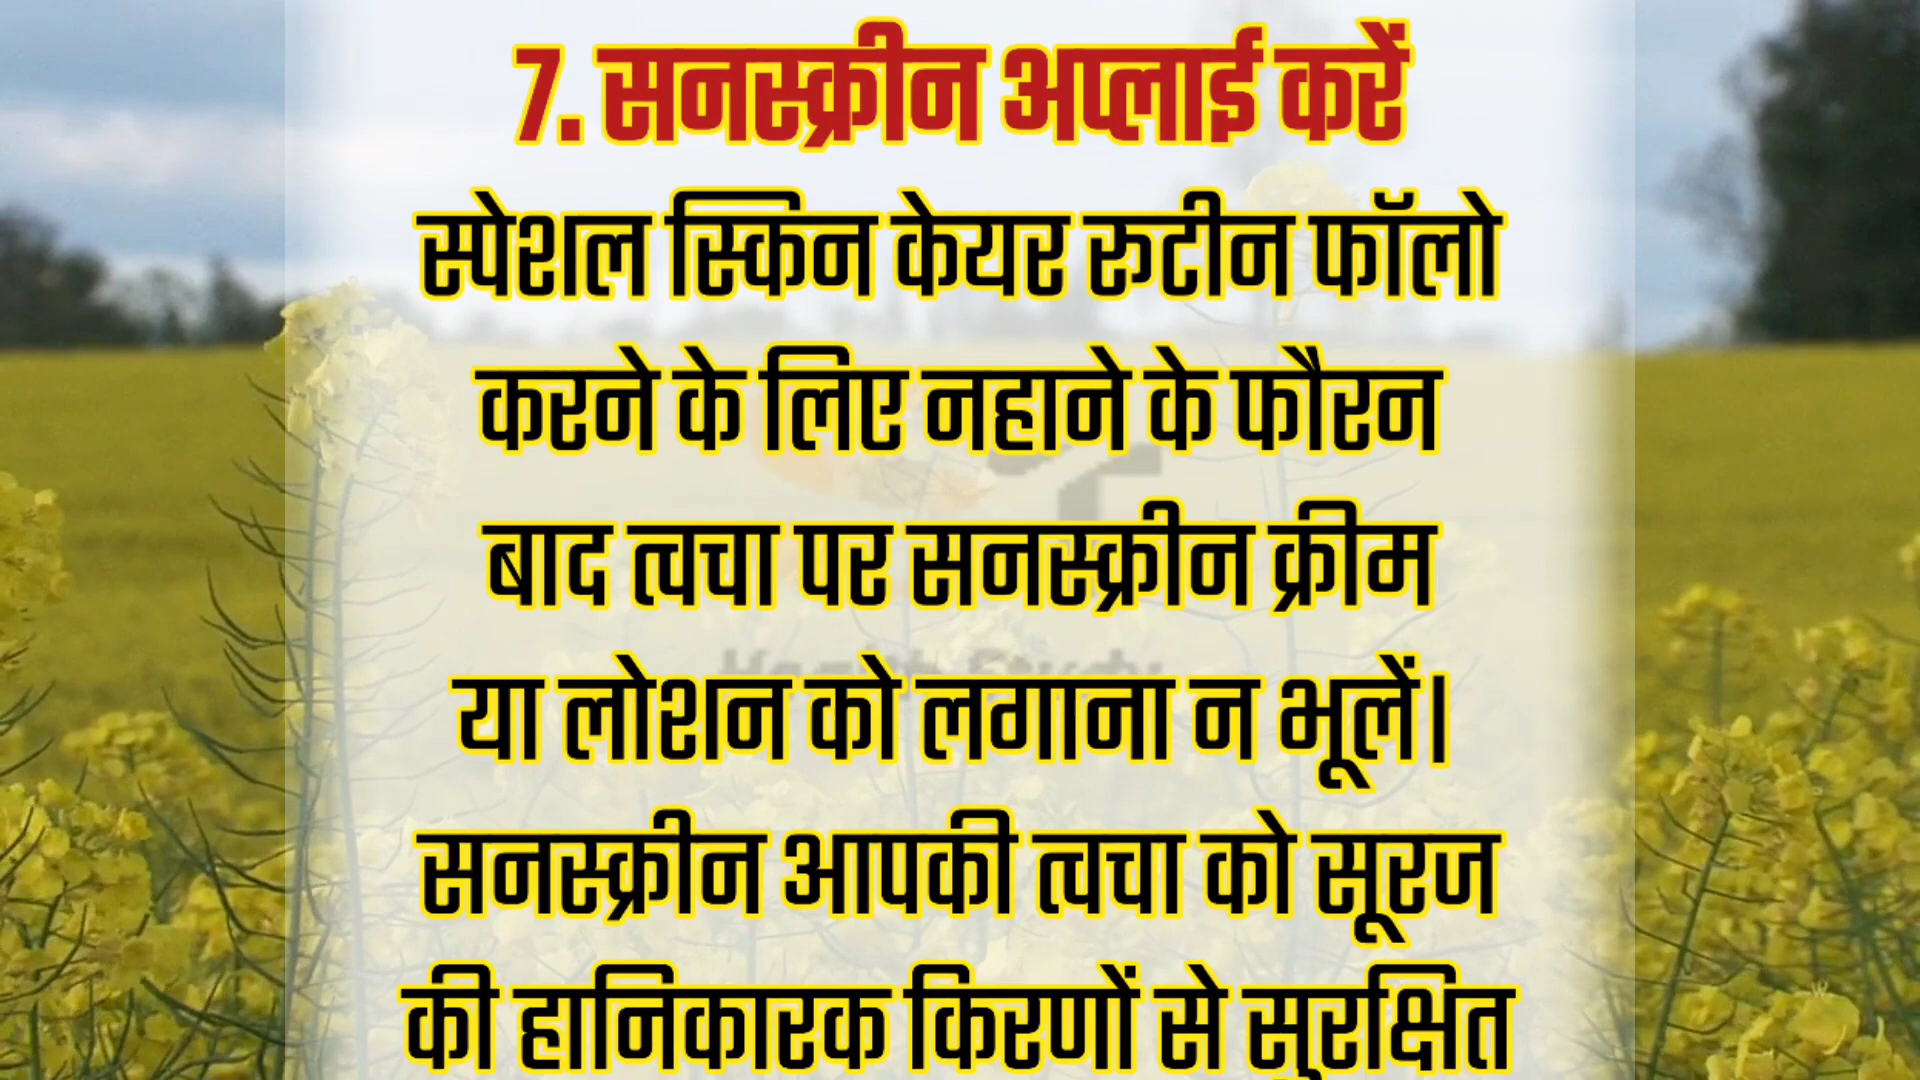 7. सनस्क्रीन अप्लाई करें
स्पेशल स्किन केयर रूटीन फॉलो
करने के लिए नहाने के फौरन
बाद त्वचा पर सनस्क्रीन क्रीम
या लोशन को लगाना न भूलें।
सनस्क्रीन आपकी त्वचा को सूरज
की हानिकारक किरणों से सुरक्षित